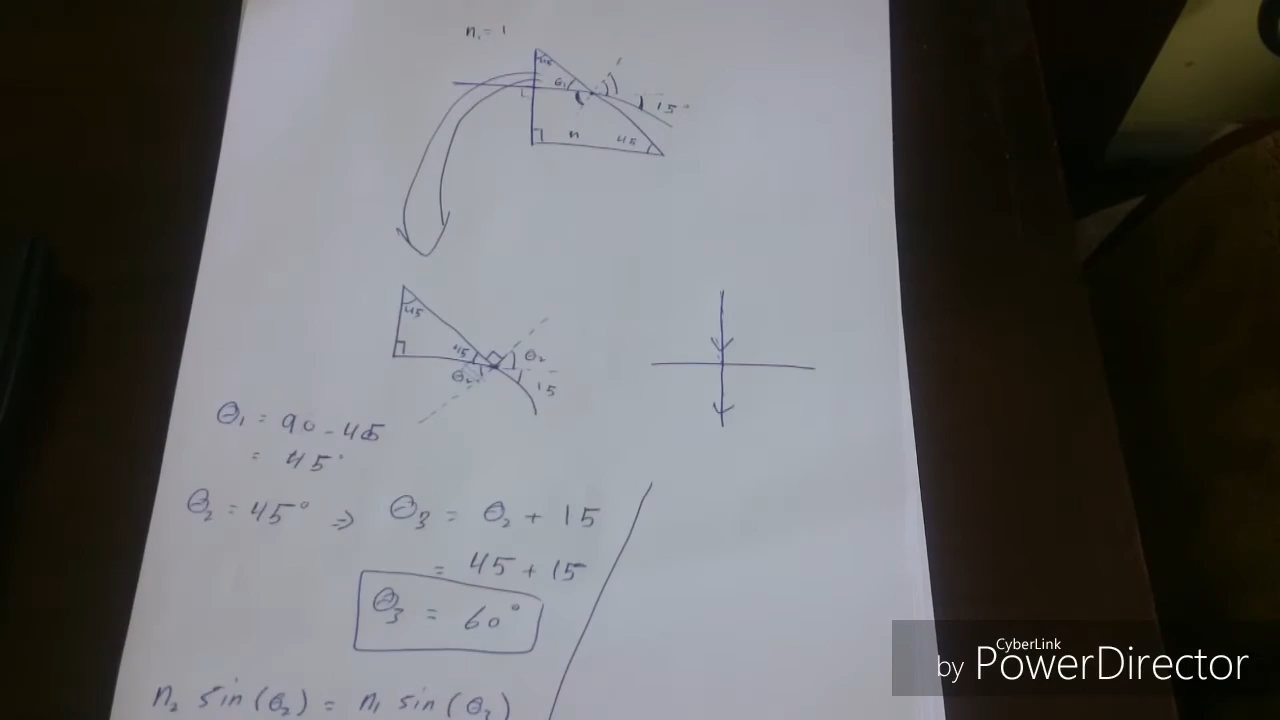 n₁ = 1
45
θ₁
15°
n
45
45
45
θ₂
θ₂
15
θ₁ = 90 - 45
= 45°
θ₂ = 45° ⇒ θ₃ = θ₂ + 15
= 45 + 15
θ₃ = 60°
n₂ sin(θ₂) = n₁ sin(θ₃)
CyberLink
by PowerDirector